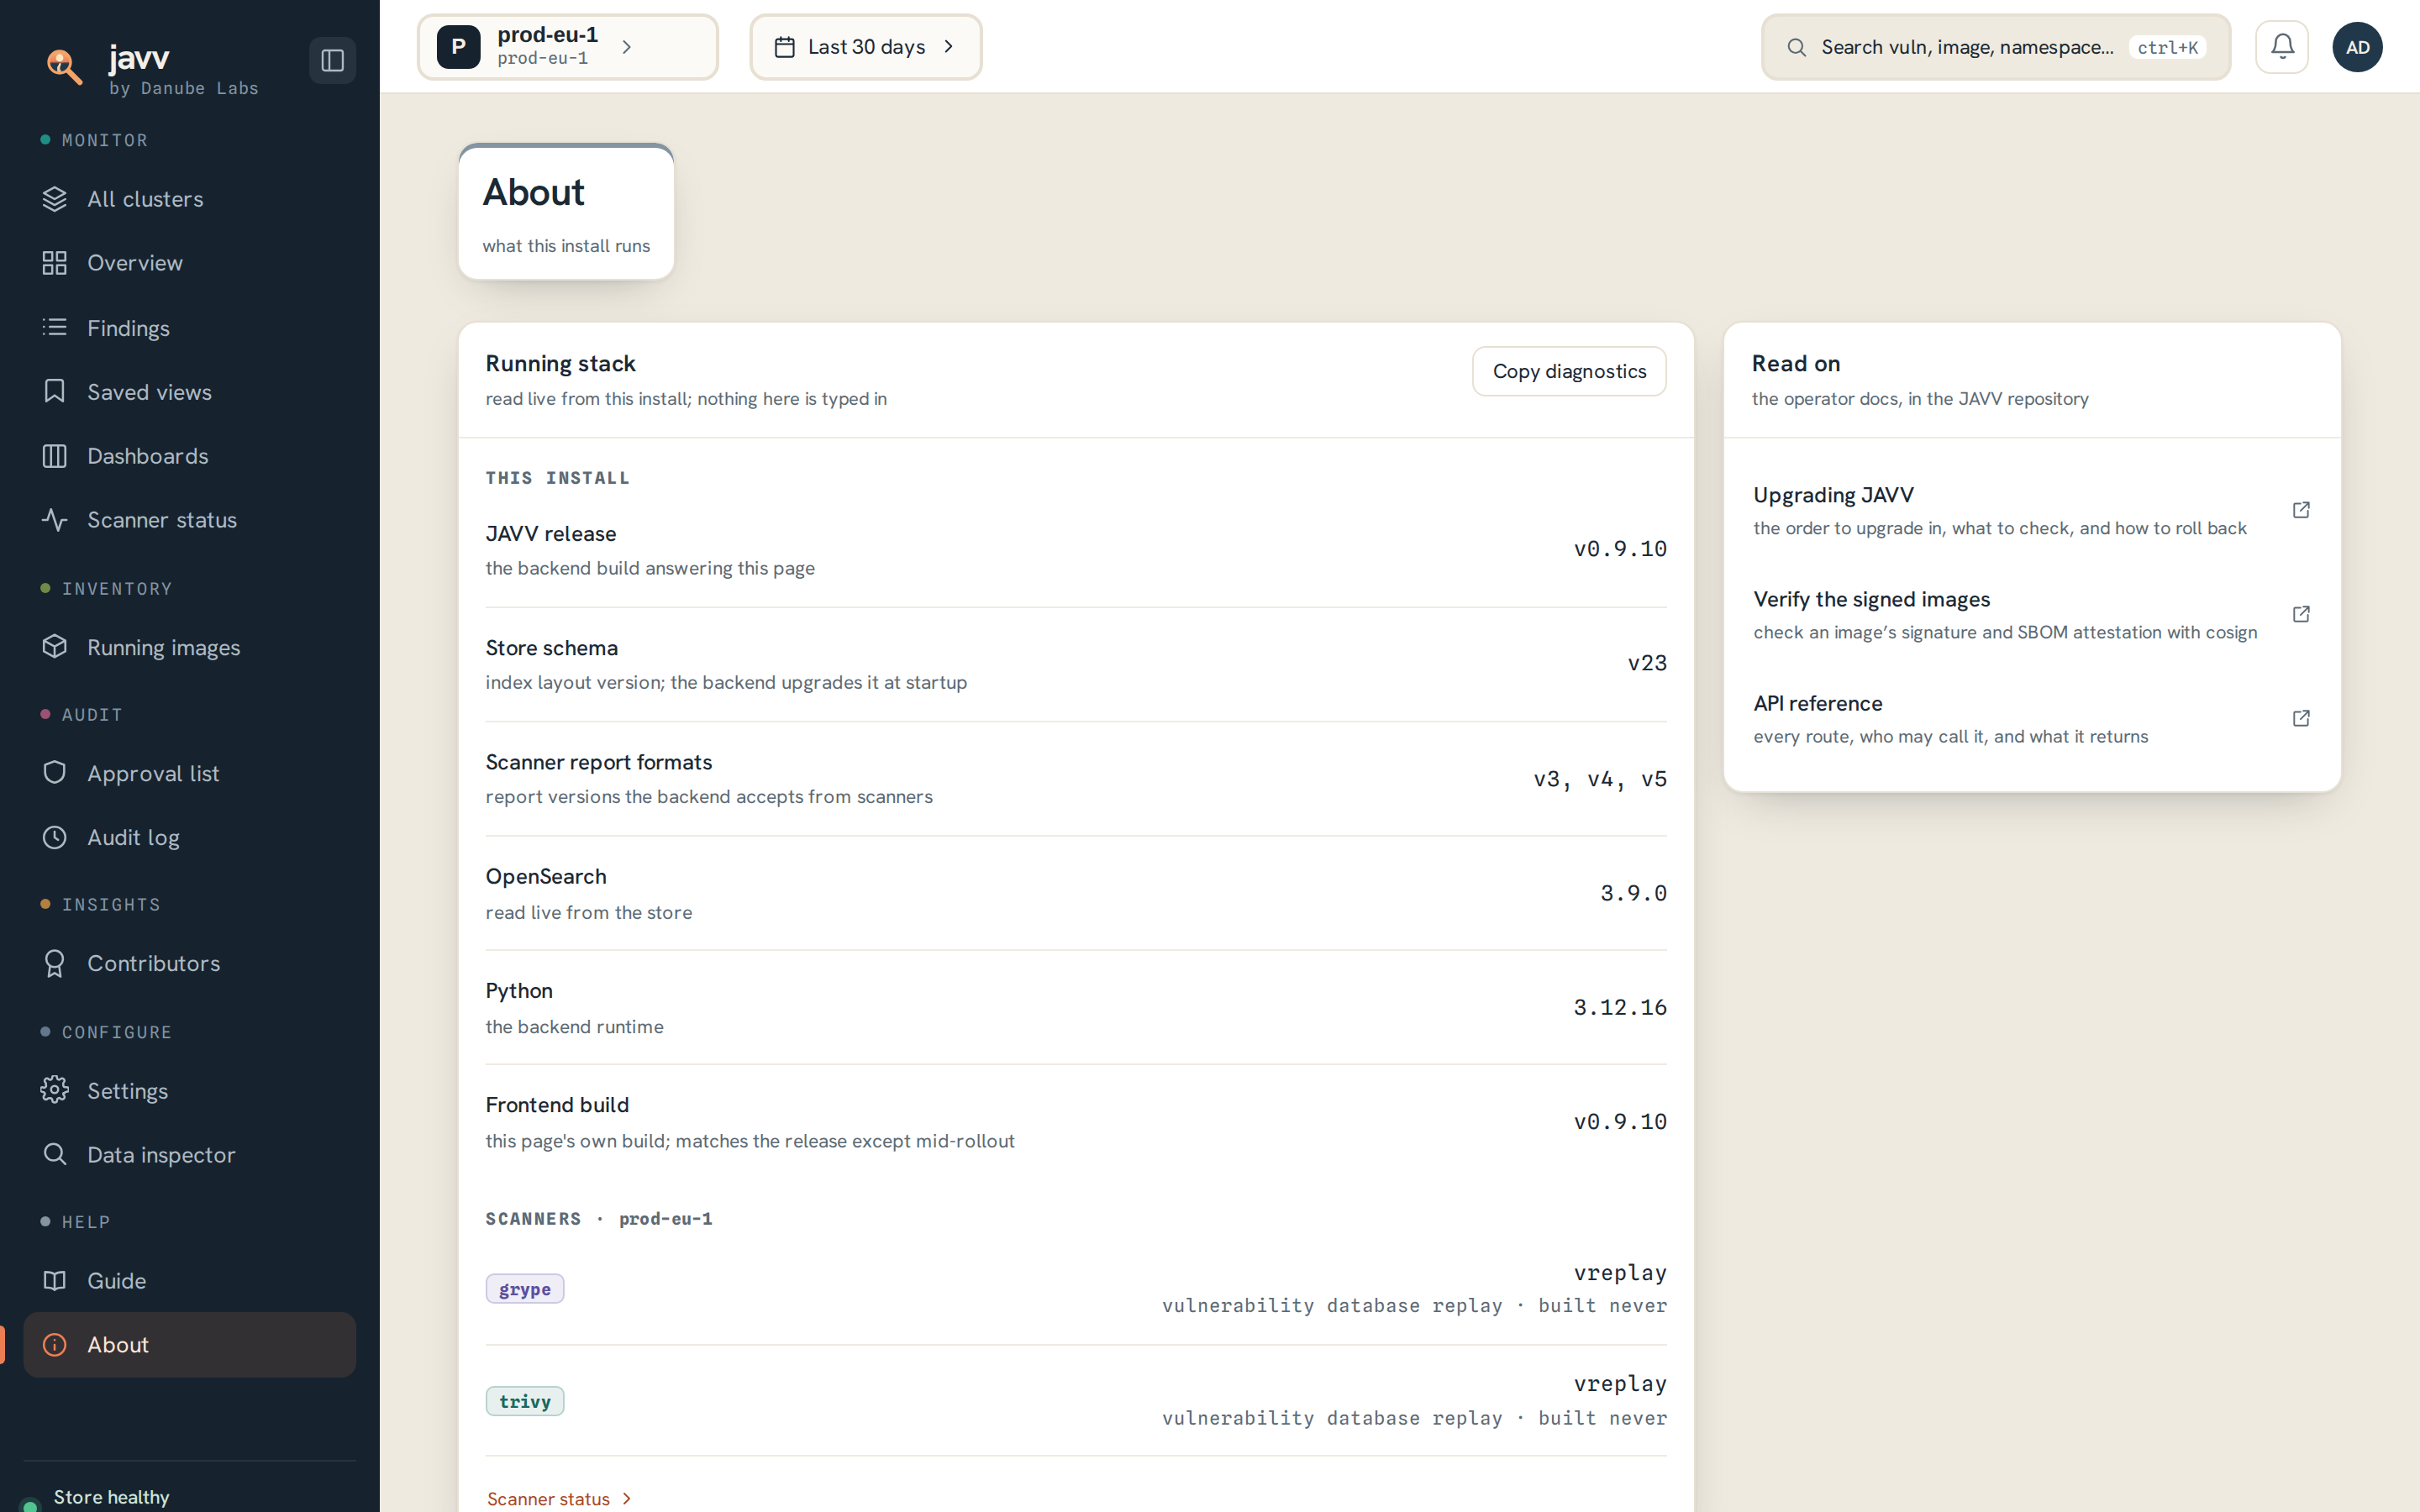 javv
by Danube Labs
MONITOR
All clusters
Overview
Findings
Saved views
Dashboards
Scanner status
INVENTORY
Running images
AUDIT
Approval list
Audit log
INSIGHTS
Contributors
CONFIGURE
Settings
Data inspector
HELP
Guide
About
Store healthy
P
prod-eu-1
prod-eu-1
Last 30 days
Search vuln, image, namespace...
ctrl+K
AD
About
what this install runs
Running stack
read live from this install; nothing here is typed in
Copy diagnostics
THIS INSTALL
JAVV release
the backend build answering this page
v0.9.10
Store schema
index layout version; the backend upgrades it at startup
v23
Scanner report formats
report versions the backend accepts from scanners
v3, v4, v5
OpenSearch
read live from the store
3.9.0
Python
the backend runtime
3.12.16
Frontend build
this page's own build; matches the release except mid-rollout
v0.9.10
SCANNERS · prod-eu-1
grype
vreplay
vulnerability database replay · built never
trivy
vreplay
vulnerability database replay · built never
Scanner status
Read on
the operator docs, in the JAVV repository
Upgrading JAVV
the order to upgrade in, what to check, and how to roll back
Verify the signed images
check an image’s signature and SBOM attestation with cosign
API reference
every route, who may call it, and what it returns